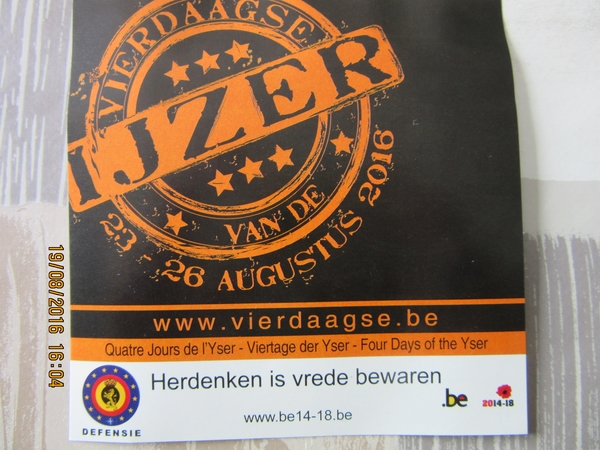 VIERDAAGSE
IJZER
VAN DE
23 - 26 AUGUSTUS 2016
www.vierdaagse.be
Quatre Jours de l'Yser - Viertage der Yser - Four Days of the Yser
Herdenken is vrede bewaren
.be
2014-18
www.be14-18.be
DEFENSIE
19/08/2016 16:04